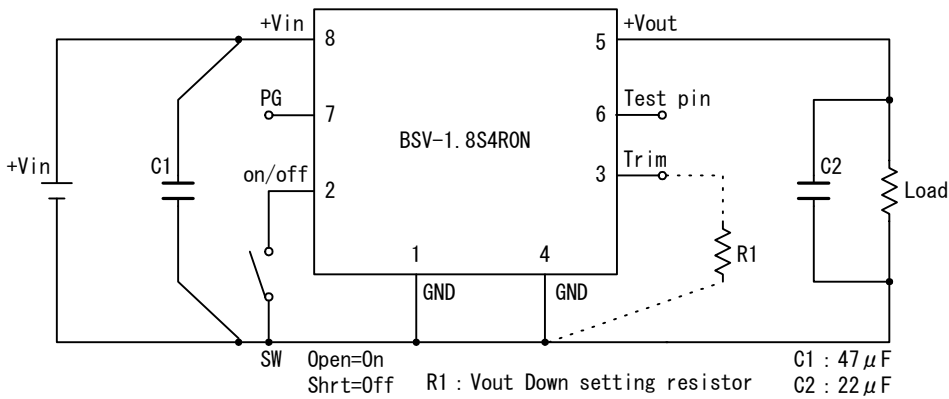 +Vin
8
5
+Vout
PG
7
6
Test pin
BSV-1.8S4R0N
+Vin
C1
on/off
2
3
Trim
C2
Load
R1
1
4
GND
GND
SW
Open=On
Shrt=Off
R1 : Vout Down setting resistor
C1 : 47μF
C2 : 22μF